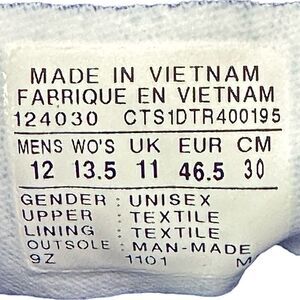 MADE IN VIETNAM
FABRIQUE EN VIETNAM
124030 CTS1DTR400195
MENS WO'S UK EUR CM
12 13.5 11 46.5 30
GENDER : UNISEX
UPPER : TEXTILE
LINING : TEXTILE
OUTSOLE : MAN-MADE
9Z 1101 M